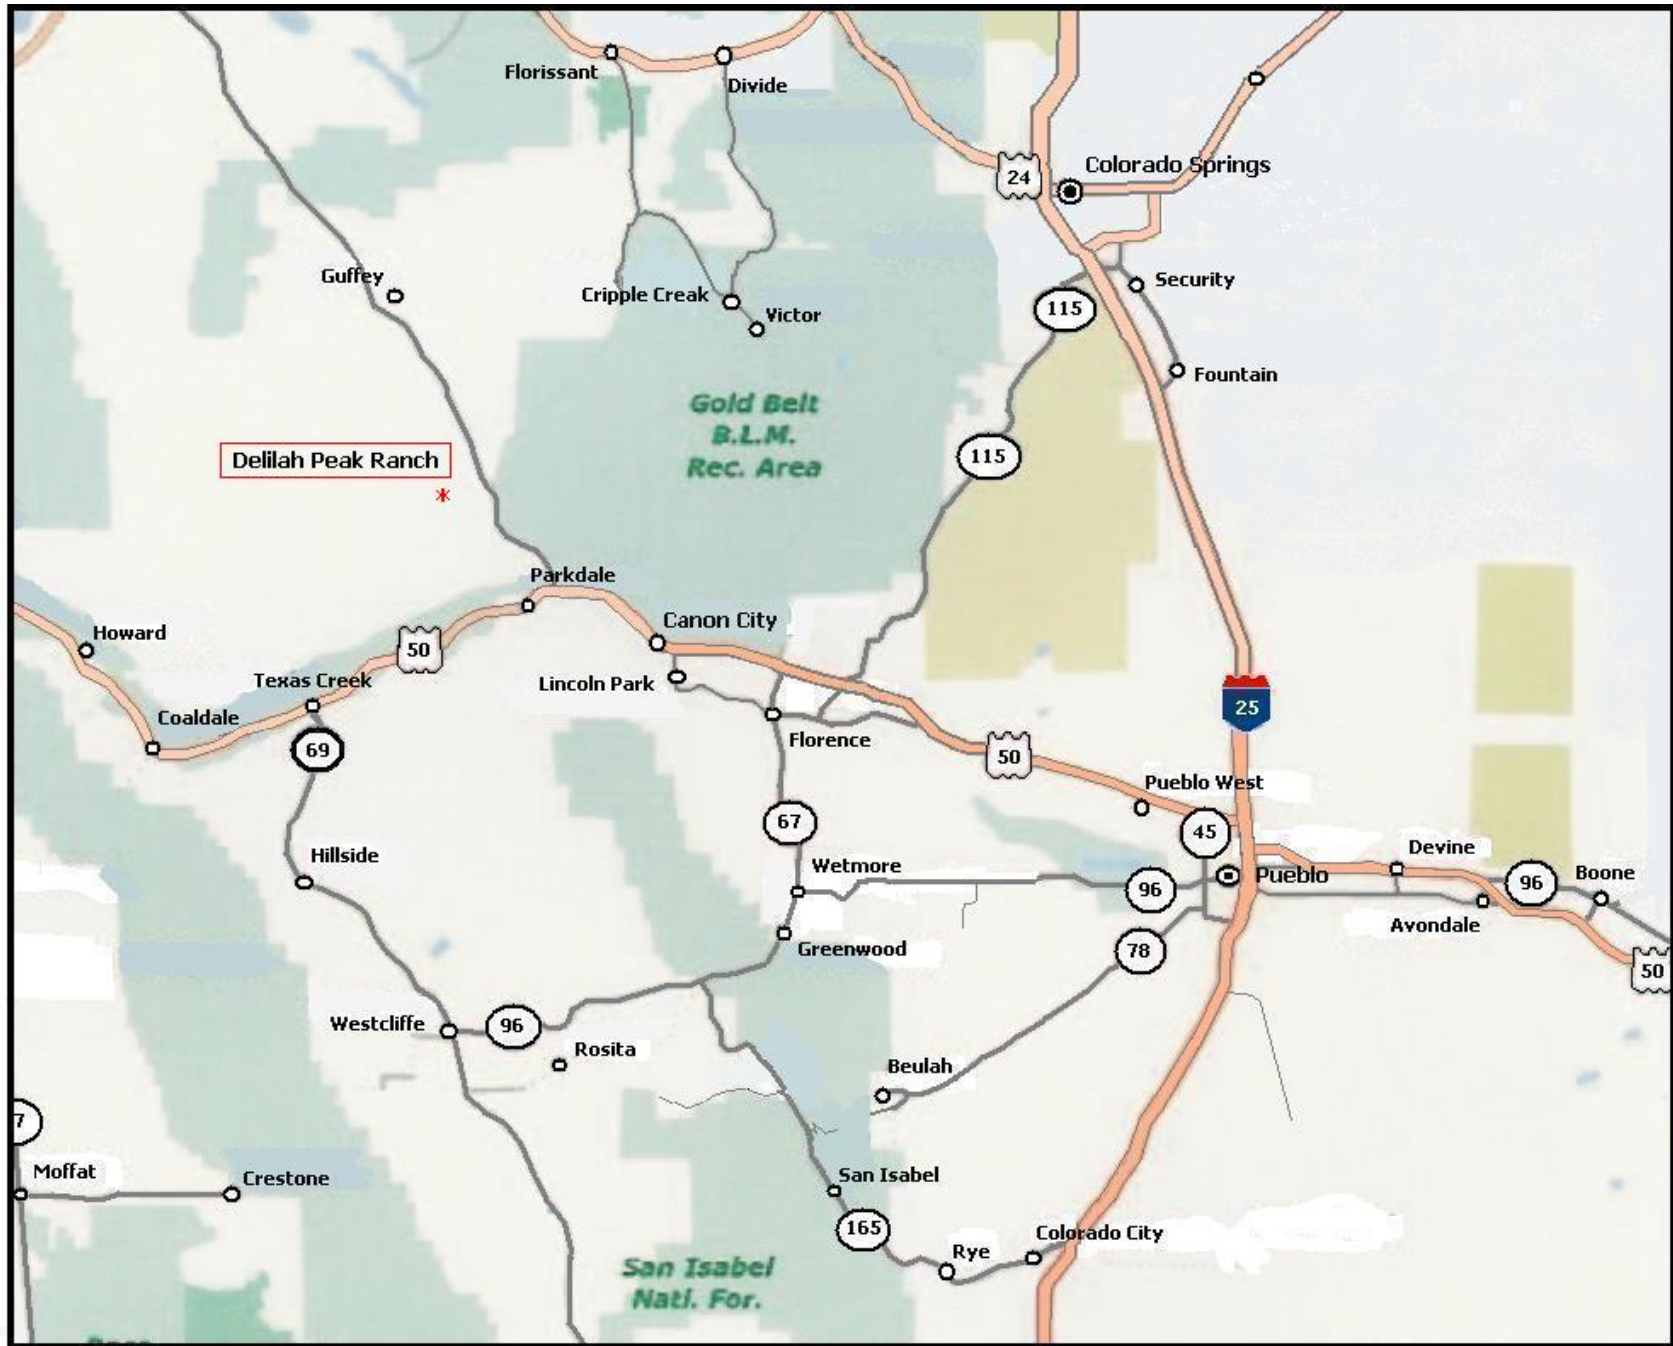 Florissant
Divide
24
Colorado Springs
Guffey
Cripple Creak
Victor
115
Security
Fountain
Gold Belt
B.L.M.
Rec. Area
115
Delilah Peak Ranch
*
Parkdale
Howard
50
Canon City
Texas Creek
Lincoln Park
Coaldale
69
Florence
50
25
Pueblo West
67
45
Hillside
Wetmore
96
Pueblo
Devine
96
Boone
Avondale
Greenwood
78
50
Westcliffe
96
Rosita
Beulah
7
Moffat
Crestone
San Isabel
165
Rye
Colorado City
San Isabel
Natl. For.